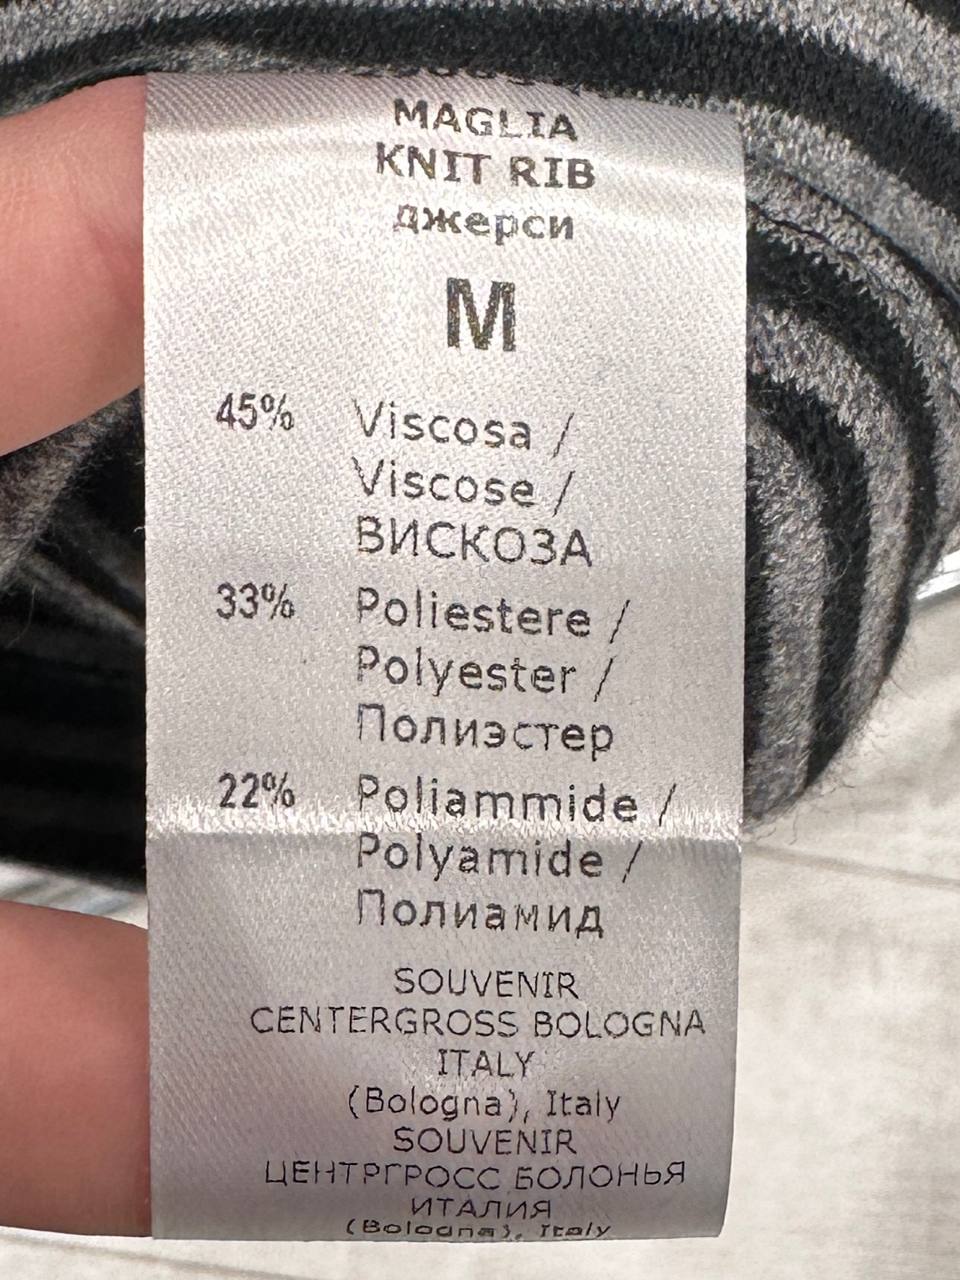 MAGLIA
KNIT RIB
джерси
M
45% Viscosa /
Viscose /
ВИСКОЗА
33% Poliestere /
Polyester /
Полиэстер
22% Poliammide /
Polyamide /
Полиамид
SOUVENIR
CENTERGROSS BOLOGNA
ITALY
(Bologna), Italy
SOUVENIR
ЦЕНТРГРОСС БОЛОНЬЯ
ИТАЛИЯ
(Bologna), Italy